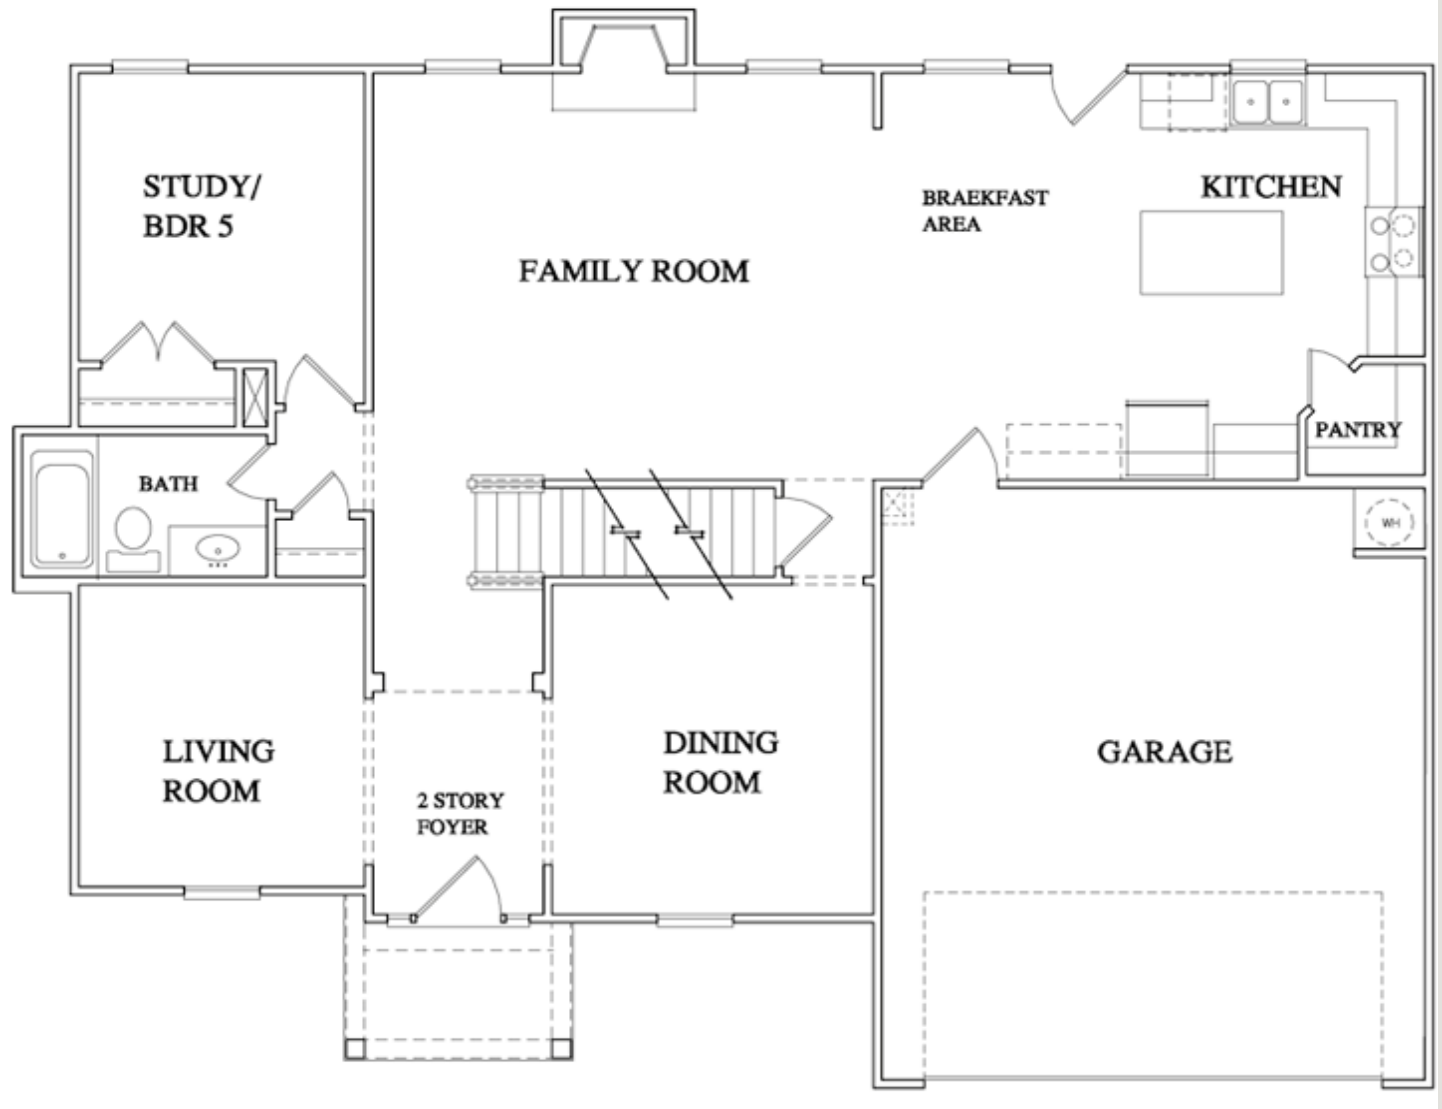 STUDY/
BDR 5
FAMILY ROOM
BRAEKFAST
AREA
KITCHEN
PANTRY
BATH
WH
LIVING
ROOM
2 STORY
FOYER
DINING
ROOM
GARAGE